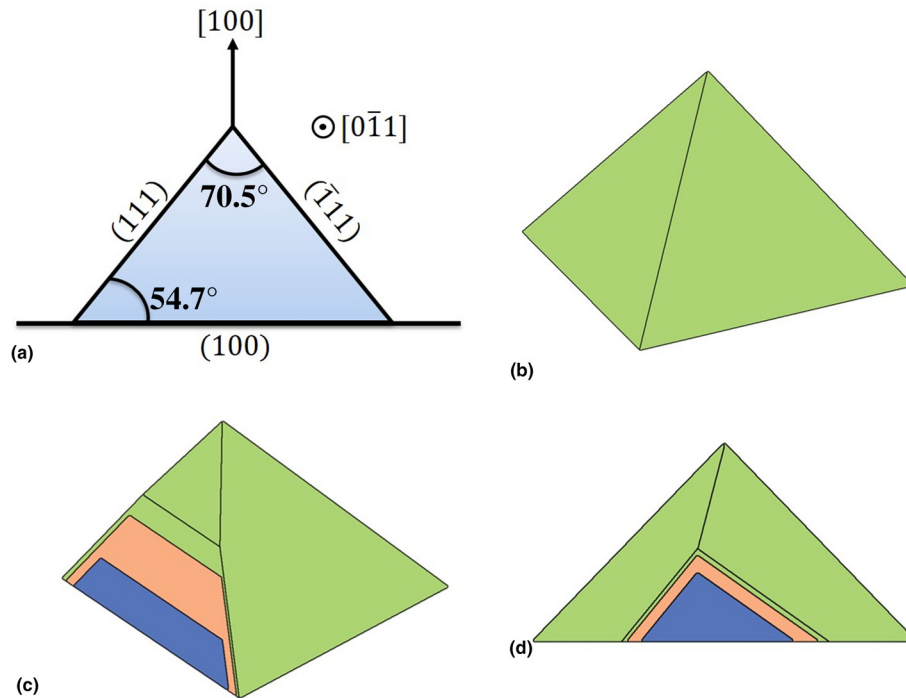 [100]
[01̅1]
(111)
70.5°
(1̅11)
54.7°
(100)
(a)
(b)
(c)
(d)